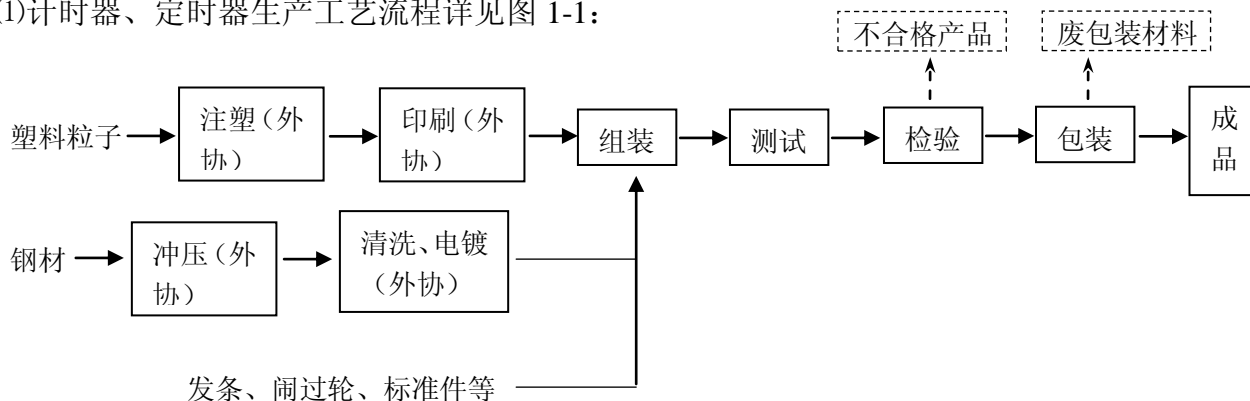 ⑴计时器、定时器生产工艺流程详见图 1-1：
不合格产品
废包装材料
塑料粒子
注塑（外
协）
印刷（外
协）
组装
测试
检验
包装
成
品
钢材
冲压（外
协）
清洗、电镀
（外协）
发条、闹过轮、标准件等